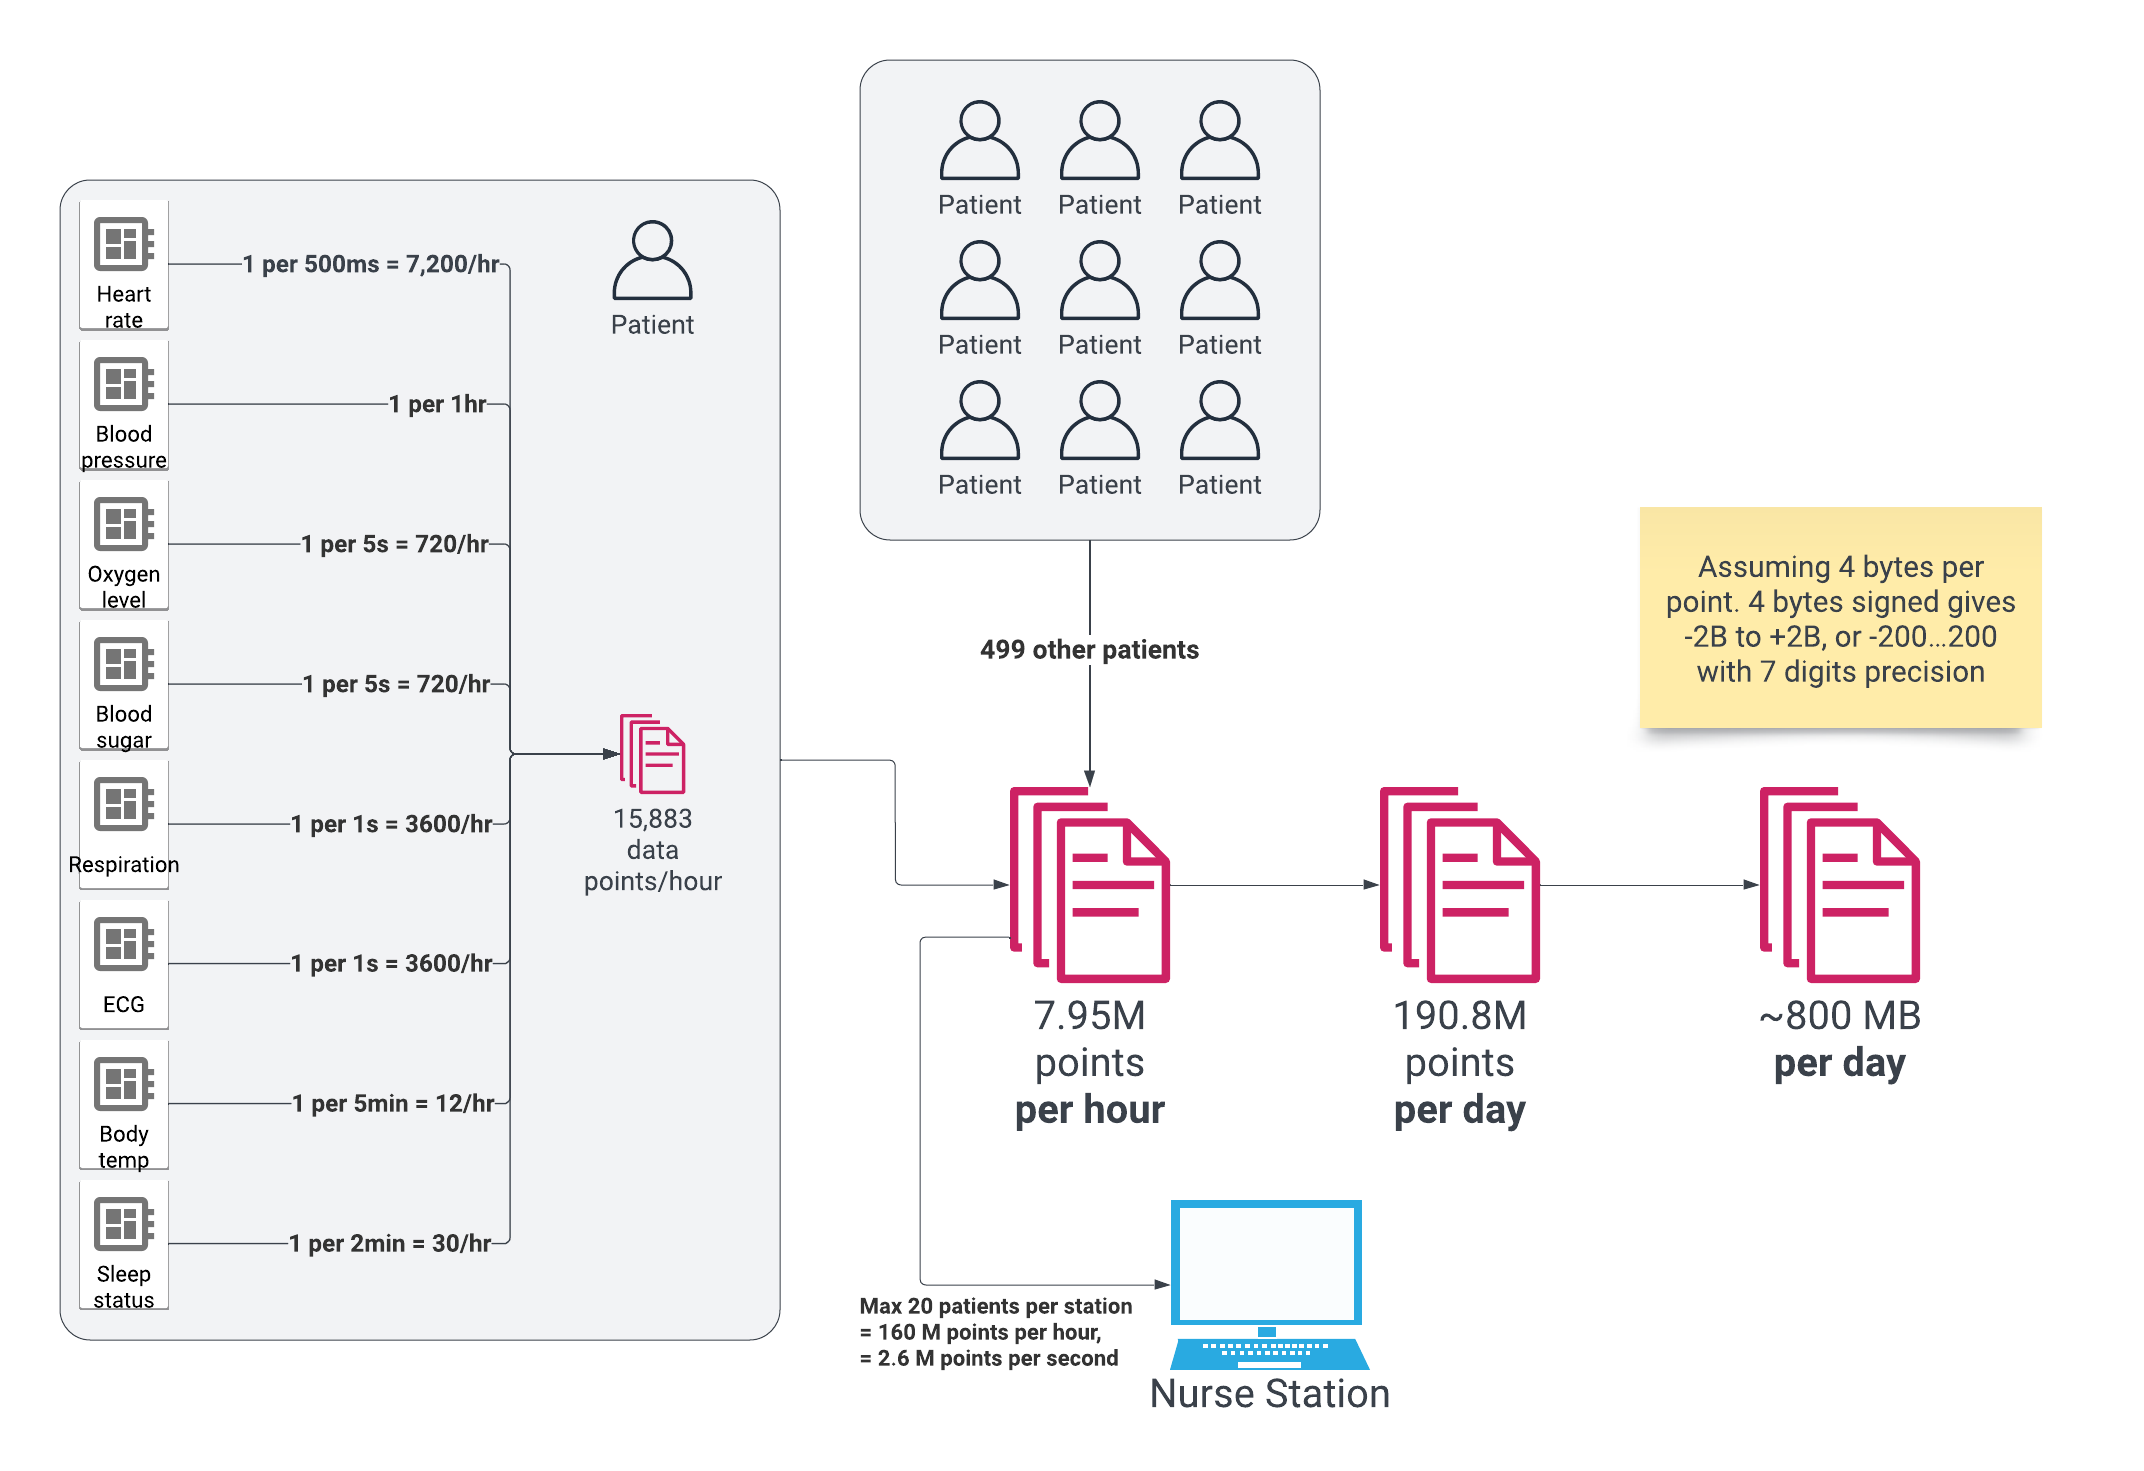 Heart
rate
1 per 500ms = 7,200/hr
Blood
pressure
1 per 1hr
Oxygen
level
1 per 5s = 720/hr
Blood
sugar
1 per 5s = 720/hr
Respiration
1 per 1s = 3600/hr
ECG
1 per 1s = 3600/hr
Body
temp
1 per 5min = 12/hr
Sleep
status
1 per 2min = 30/hr
Patient
15,883
data
points/hour
Patient Patient Patient
Patient Patient Patient
Patient Patient Patient
499 other patients
Assuming 4 bytes per
point. 4 bytes signed gives
-2B to +2B, or -200...200
with 7 digits precision
7.95M
points
per hour
190.8M
points
per day
~800 MB
per day
Max 20 patients per station
= 160 M points per hour,
= 2.6 M points per second
Nurse Station